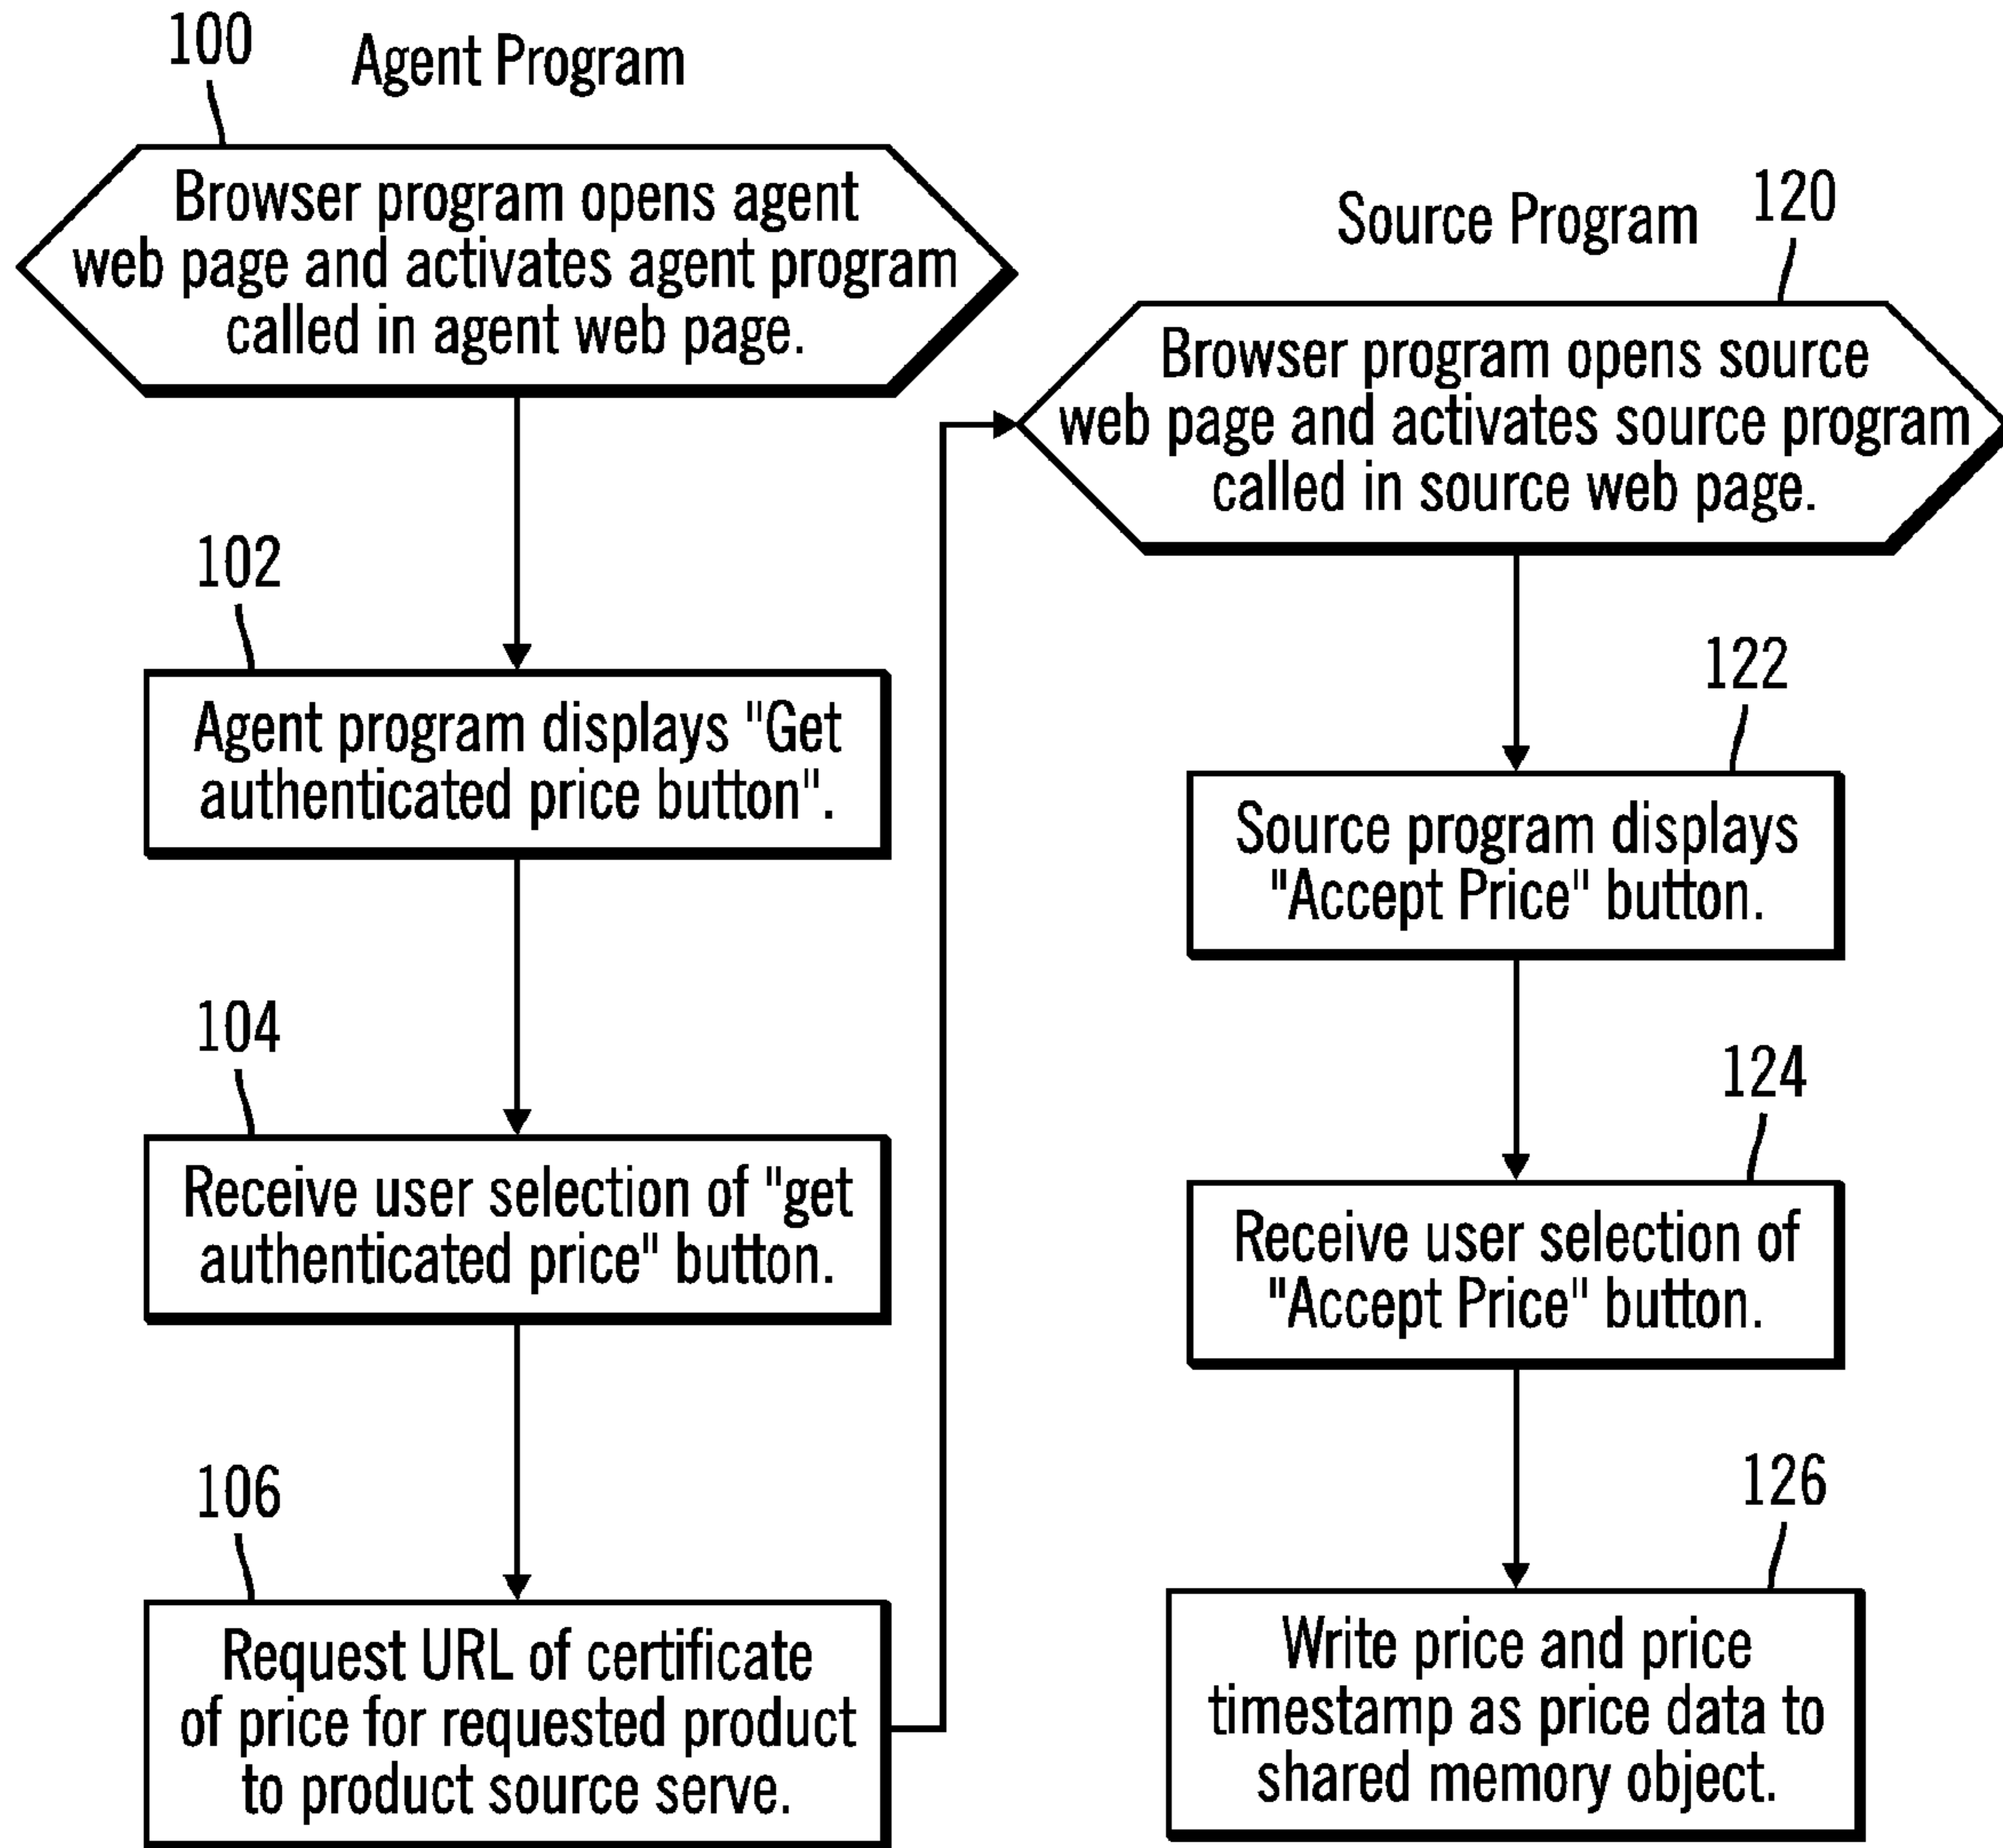 100
Agent Program
Browser program opens agent
web page and activates agent program
called in agent web page.
102
Agent program displays "Get
authenticated price button".
104
Receive user selection of "get
authenticated price" button.
106
Request URL of certificate
of price for requested product
to product source serve.
Source Program
120
Browser program opens source
web page and activates source program
called in source web page.
122
Source program displays
"Accept Price" button.
124
Receive user selection of
"Accept Price" button.
126
Write price and price
timestamp as price data to
shared memory object.